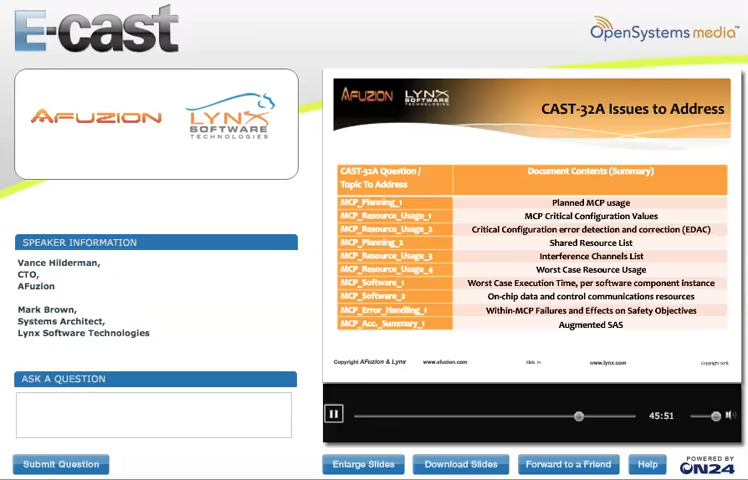 E-cast
OpenSystems media™
AFUZION
LYNX
SOFTWARE
TECHNOLOGIES
AFUZION
LYNX
SOFTWARE
TECHNOLOGIES
CAST-32A Issues to Address
CAST-32A Question / Topic To Address Document Contents (Summary)
MCP_Planning_1 Planned MCP usage
MCP_Resource_Usage_1 MCP Critical Configuration Values
MCP_Resource_Usage_2 Critical Configuration error detection and correction (EDAC)
MCP_Planning_2 Shared Resource List
MCP_Resource_Usage_3 Interference Channels List
MCP_Resource_Usage_4 Worst Case Resource Usage
MCP_Software_1 Worst Case Execution Time, per software component instance
MCP_Software_2 On-chip data and control communications resources
MCP_Error_Handling_1 Within-MCP Failures and Effects on Safety Objectives
MCP_Acc. Summary_1 Augmented SAS
Copyright AFuzion & Lynx www.afuzion.com www.lynx.com
SPEAKER INFORMATION
Vance Hilderman,
CTO,
AFuzion
Mark Brown,
Systems Architect,
Lynx Software Technologies
ASK A QUESTION
45:51
Submit Question
Enlarge Slides Download Slides Forward to a Friend Help
POWERED BY
ON24